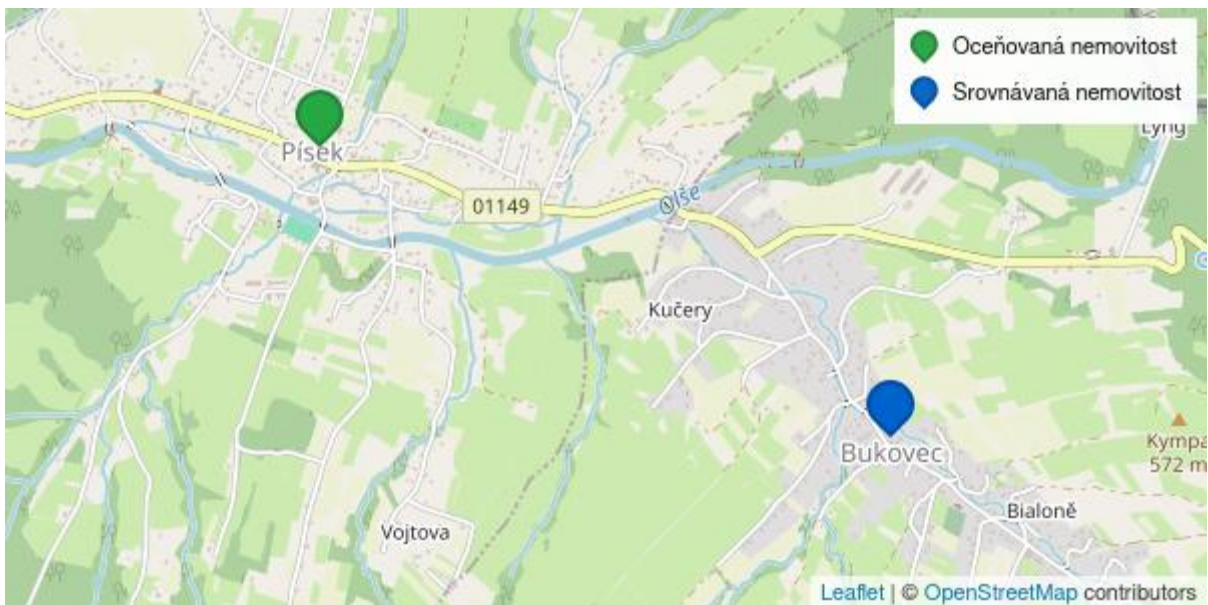 Oceňovaná nemovitost
Srovnávaná nemovitost
Lyng
Písek
01149
Olše
Kučery
Bukovec
Kympa
572 m
Bialoně
Vojtova
Leaflet | © OpenStreetMap contributors